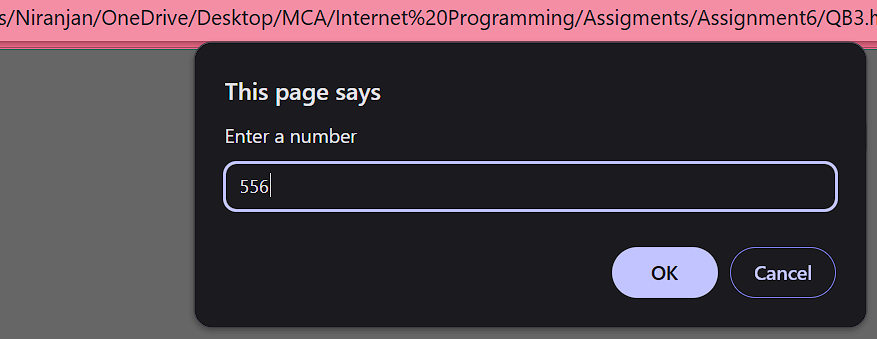 s/Niranjan/OneDrive/Desktop/MCA/Internet%20Programming/Assigments/Assignment6/QB3.h
This page says
Enter a number
556
OK Cancel